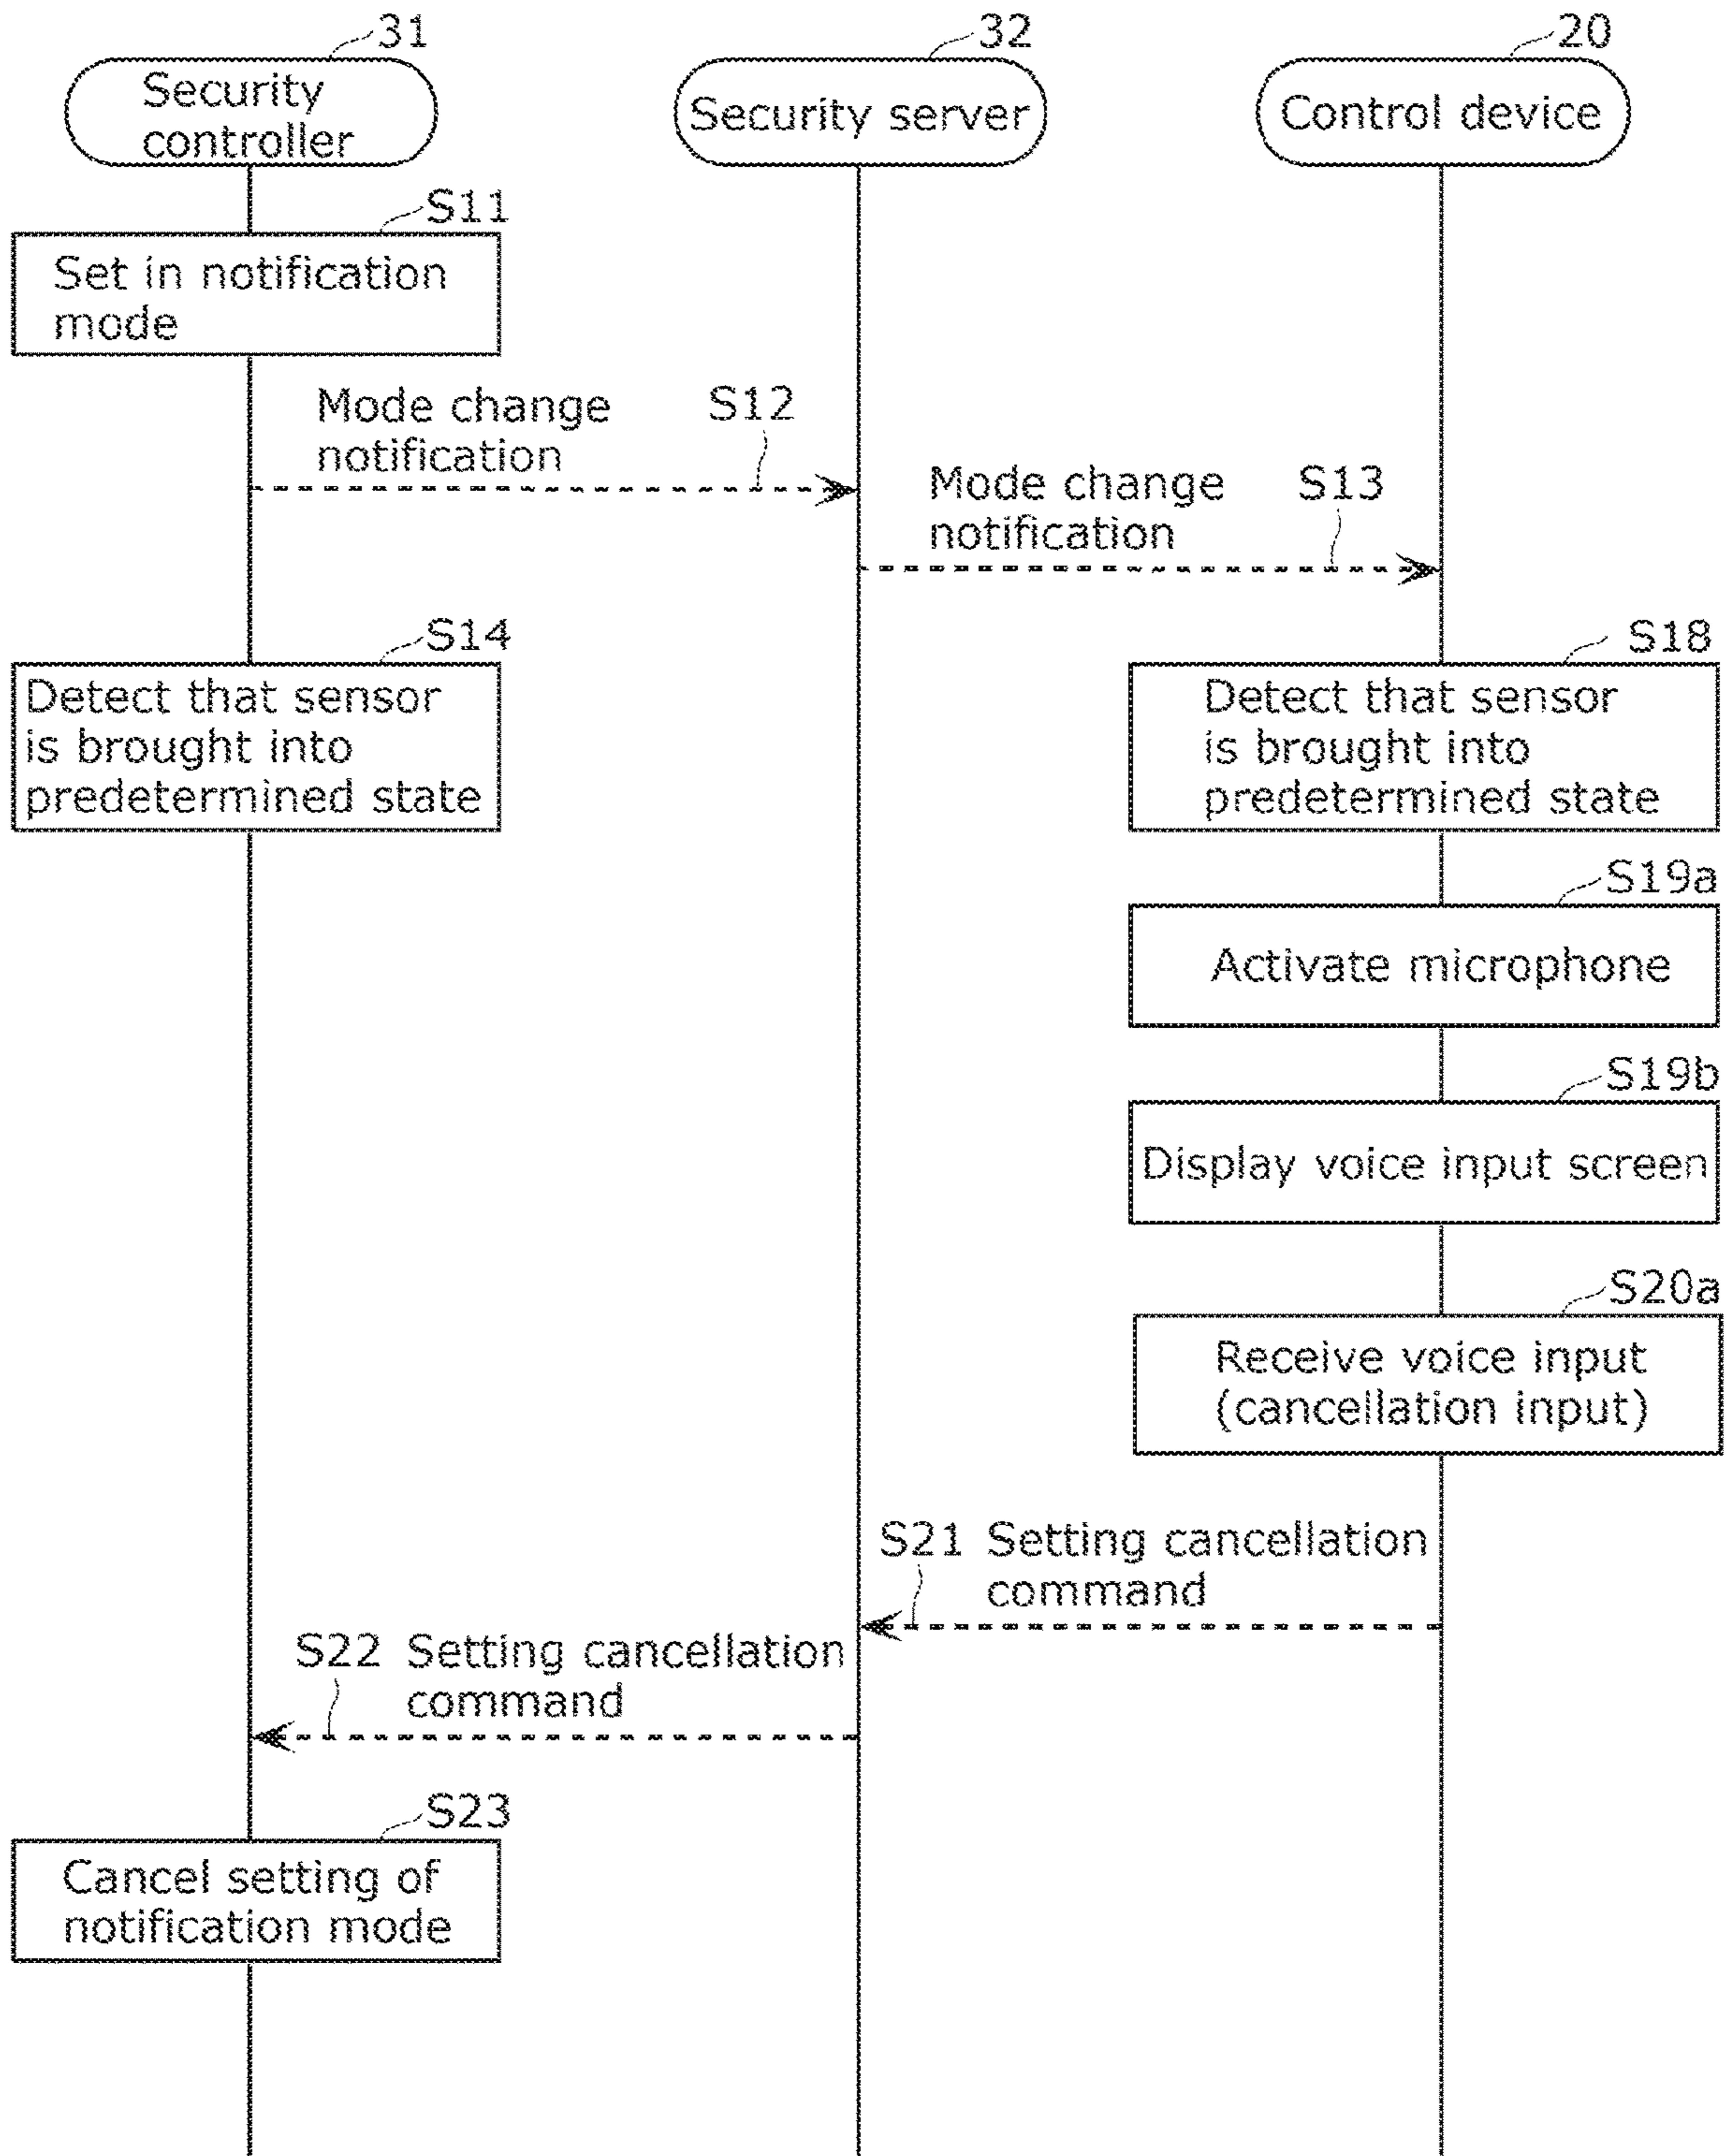 31
32
20
Security
controller
Security server
Control device
S11
Set in notification
mode
Mode change
notification
S12
Mode change
notification
S13
S14
Detect that sensor
is brought into
predetermined state
S18
Detect that sensor
is brought into
predetermined state
S19a
Activate microphone
S19b
Display voice input screen
S20a
Receive voice input
(cancellation input)
S21 Setting cancellation
command
S22 Setting cancellation
command
S23
Cancel setting of
notification mode